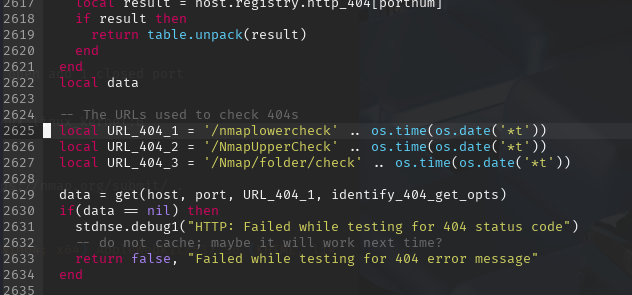 2617 local result = host.registry.http_404[portnum]
2618 if result then
2619 return table.unpack(result)
2620 end
2621 end
2622 local data
2623
2624 -- The URLs used to check 404s
2625 local URL_404_1 = '/nmaplowercheck' .. os.time(os.date('*t'))
2626 local URL_404_2 = '/NmapUpperCheck' .. os.time(os.date('*t'))
2627 local URL_404_3 = '/Nmap/folder/check' .. os.time(os.date('*t'))
2628
2629 data = get(host, port, URL_404_1, identify_404_get_opts)
2630 if(data == nil) then
2631 stdnse.debug1("HTTP: Failed while testing for 404 status code")
2632 -- do not cache; maybe it will work next time?
2633 return false, "Failed while testing for 404 error message"
2634 end
2635